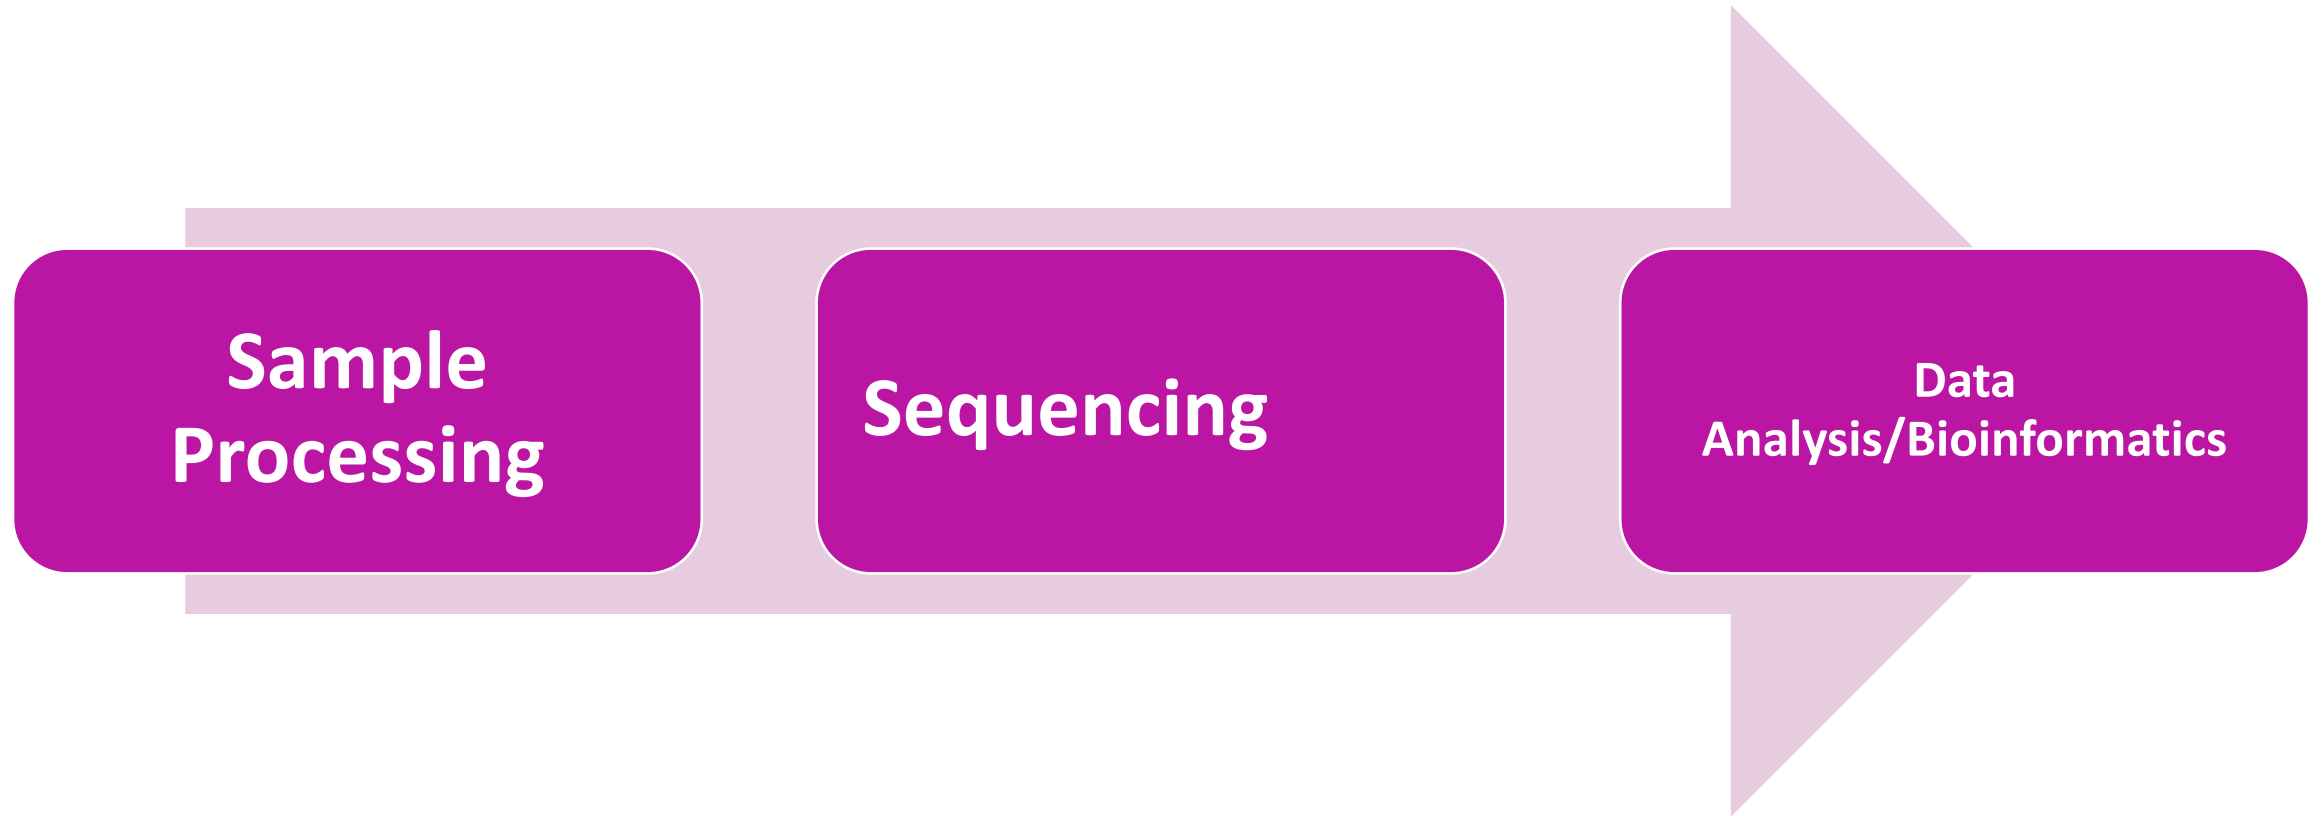 Sample
Processing
Sequencing
Data
Analysis/Bioinformatics